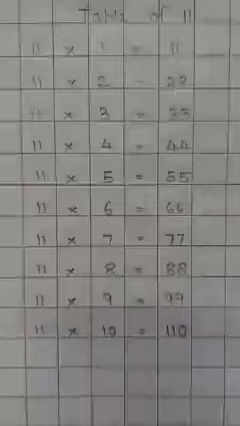 Table of 11
11 × 1 = 11
11 × 2 = 22
11 × 3 = 33
11 × 4 = 44
11 × 5 = 55
11 × 6 = 66
11 × 7 = 77
11 × 8 = 88
11 × 9 = 99
11 × 10 = 110